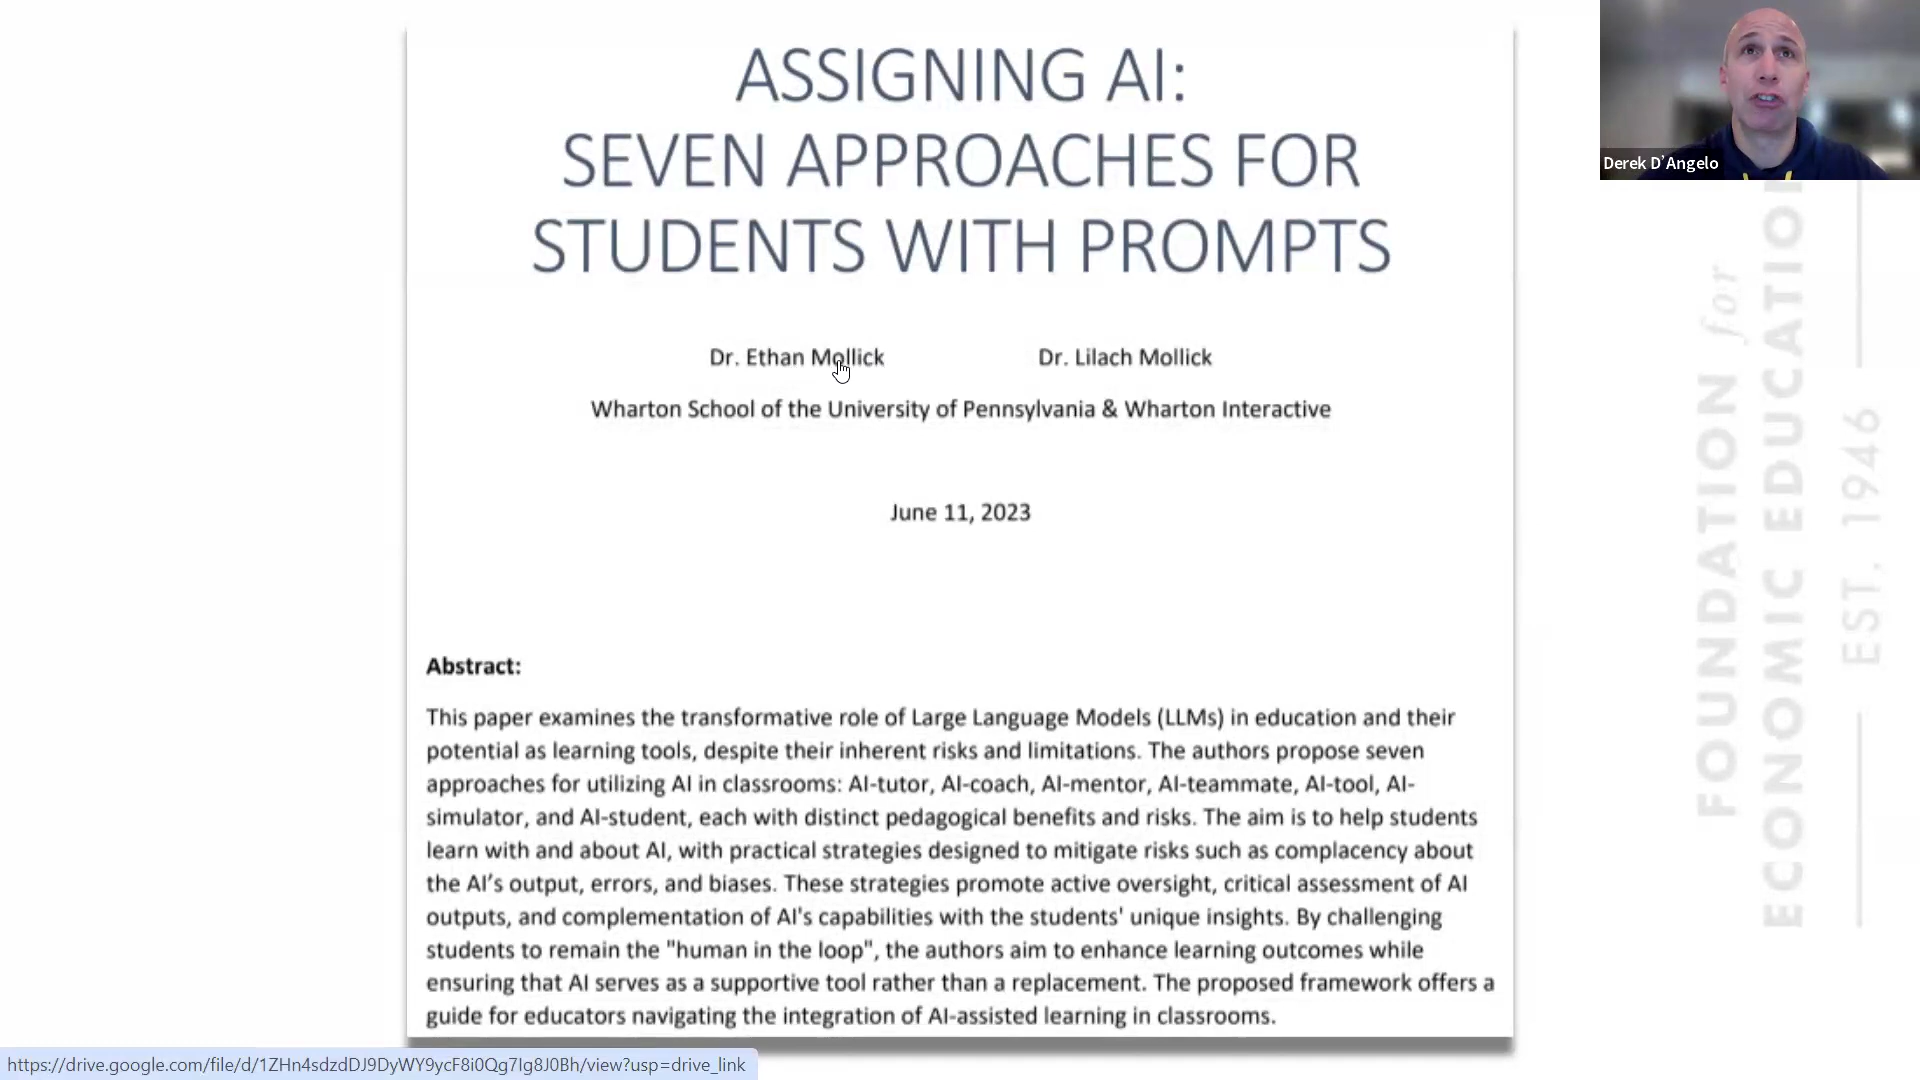 ASSIGNING AI:
SEVEN APPROACHES FOR
STUDENTS WITH PROMPTS
Dr. Ethan Mollick Dr. Lilach Mollick
Wharton School of the University of Pennsylvania & Wharton Interactive
June 11, 2023
Abstract:
This paper examines the transformative role of Large Language Models (LLMs) in education and their
potential as learning tools, despite their inherent risks and limitations. The authors propose seven
approaches for utilizing AI in classrooms: AI-tutor, AI-coach, AI-mentor, AI-teammate, AI-tool, AI-
simulator, and AI-student, each with distinct pedagogical benefits and risks. The aim is to help students
learn with and about AI, with practical strategies designed to mitigate risks such as complacency about
the AI’s output, errors, and biases. These strategies promote active oversight, critical assessment of AI
outputs, and complementation of AI's capabilities with the students' unique insights. By challenging
students to remain the "human in the loop", the authors aim to enhance learning outcomes while
ensuring that AI serves as a supportive tool rather than a replacement. The proposed framework offers a
guide for educators navigating the integration of AI-assisted learning in classrooms.
Derek D’Angelo
FOUNDATION for
ECONOMIC EDUCATION
EST. 1946
https://drive.google.com/file/d/1ZHn4sdzdDJ9DyWY9ycF8i0Qg7Ig8J0Bh/view?usp=drive_link